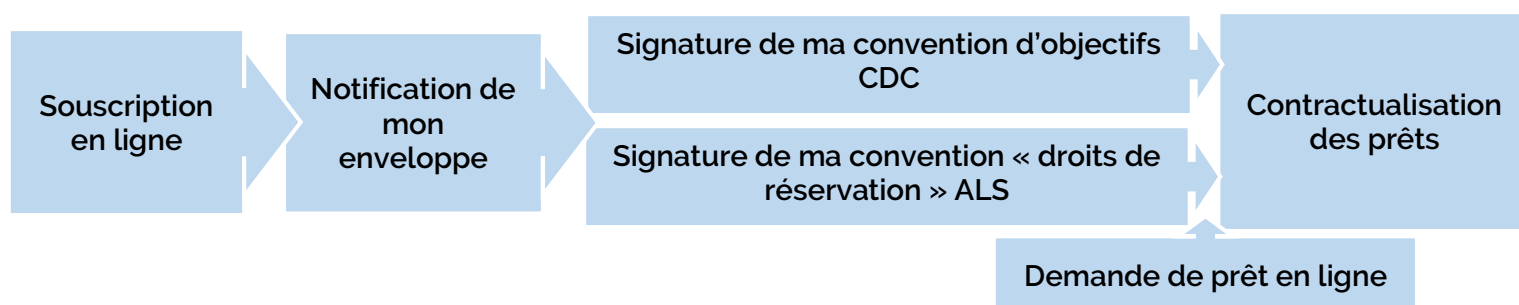 Souscription
en ligne
Notification de
mon
enveloppe
Signature de ma convention d’objectifs
CDC
Signature de ma convention « droits de
réservation » ALS
Contractualisation
des prêts
Demande de prêt en ligne